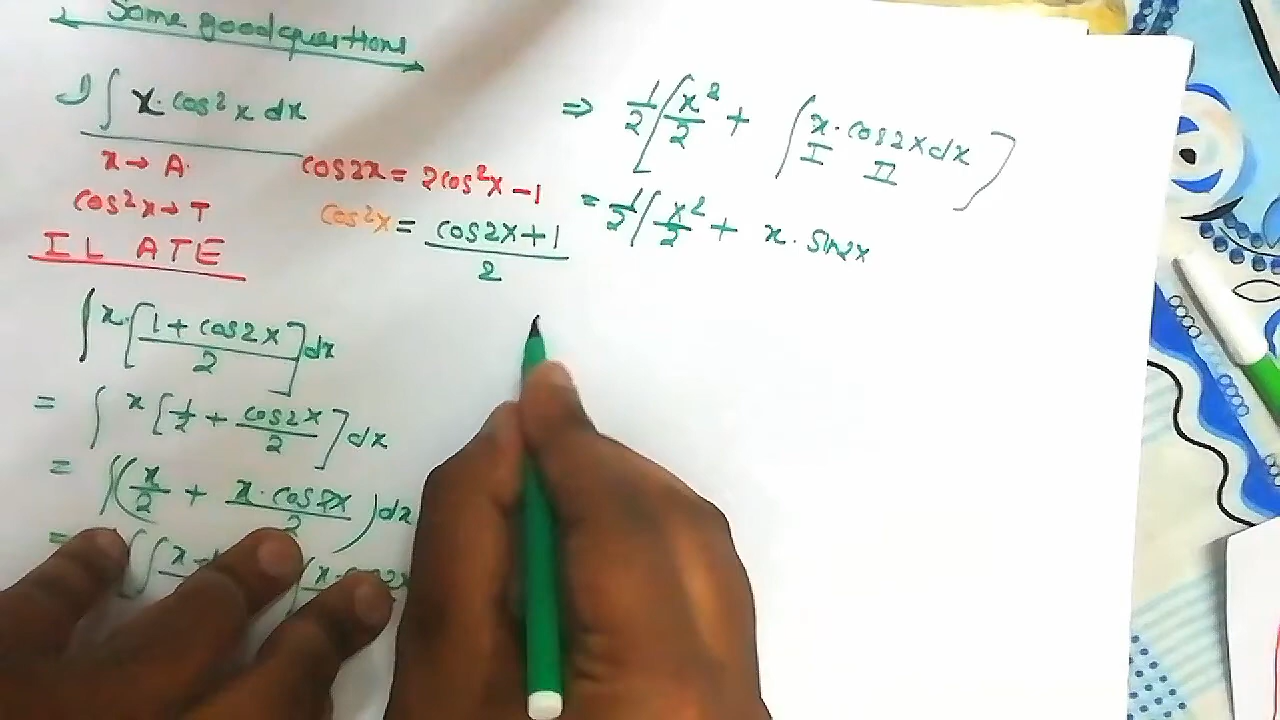 Some good questions
1) ∫ x · cos²x dx
x → A.
cos²x → T
I L A T E
cos2x = 2cos²x − 1
cos²x = (cos2x + 1)/2
∫ x · [(1 + cos2x)/2] dx
= ∫ x [1/2 + cos2x/2] dx
= ∫ (x/2 + x · cos2x/2) dx
=
⇒ 1/2 [x²/2 + ∫ x · cos2x dx]
I II
= 1/2 [x²/2 + x · sin2x